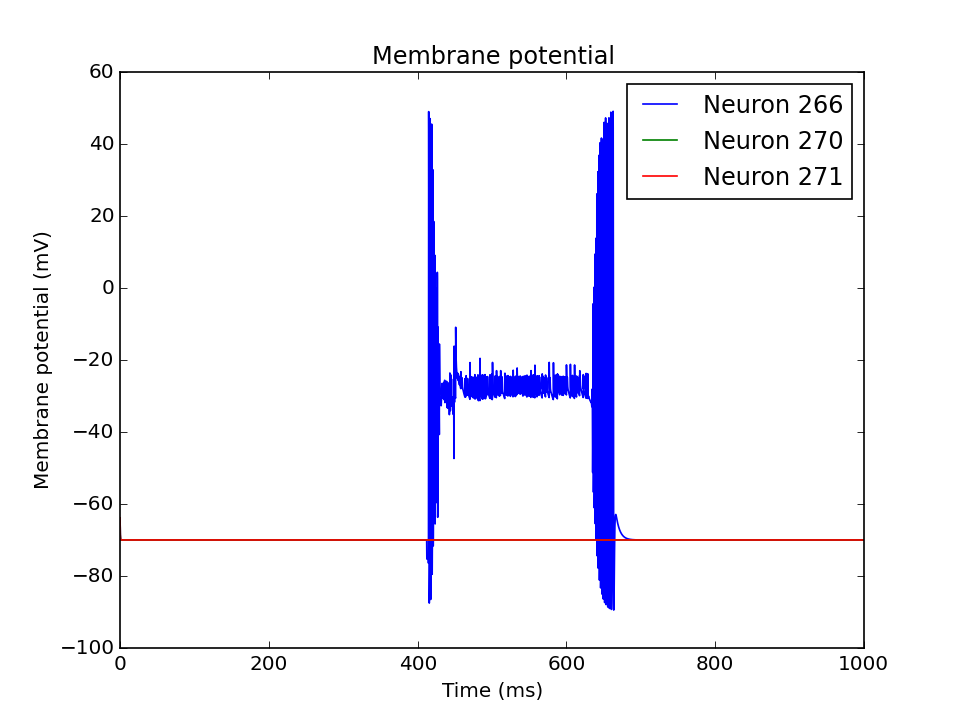 Membrane potential
60
40
20
0
−20
−40
−60
−80
−100
Membrane potential (mV)
Neuron 266
Neuron 270
Neuron 271
0 200 400 600 800 1000
Time (ms)